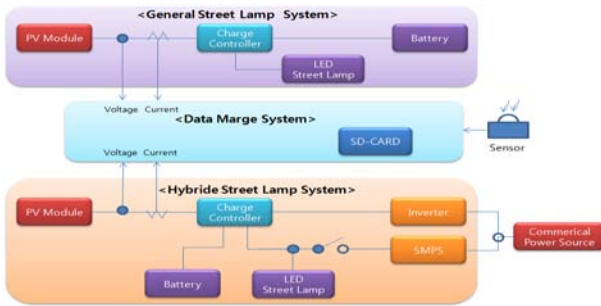 <General Street Lamp System>
PV Module
Charge
Controller
Battery
LED
Street Lamp
Voltage Current
<Data Marge System>
Voltage Current
SD-CARD
Sensor
<Hybride Street Lamp System>
PV Module
Charge
Controller
Inverter
Commerical
Power Source
SMPS
Battery
LED
Street Lamp